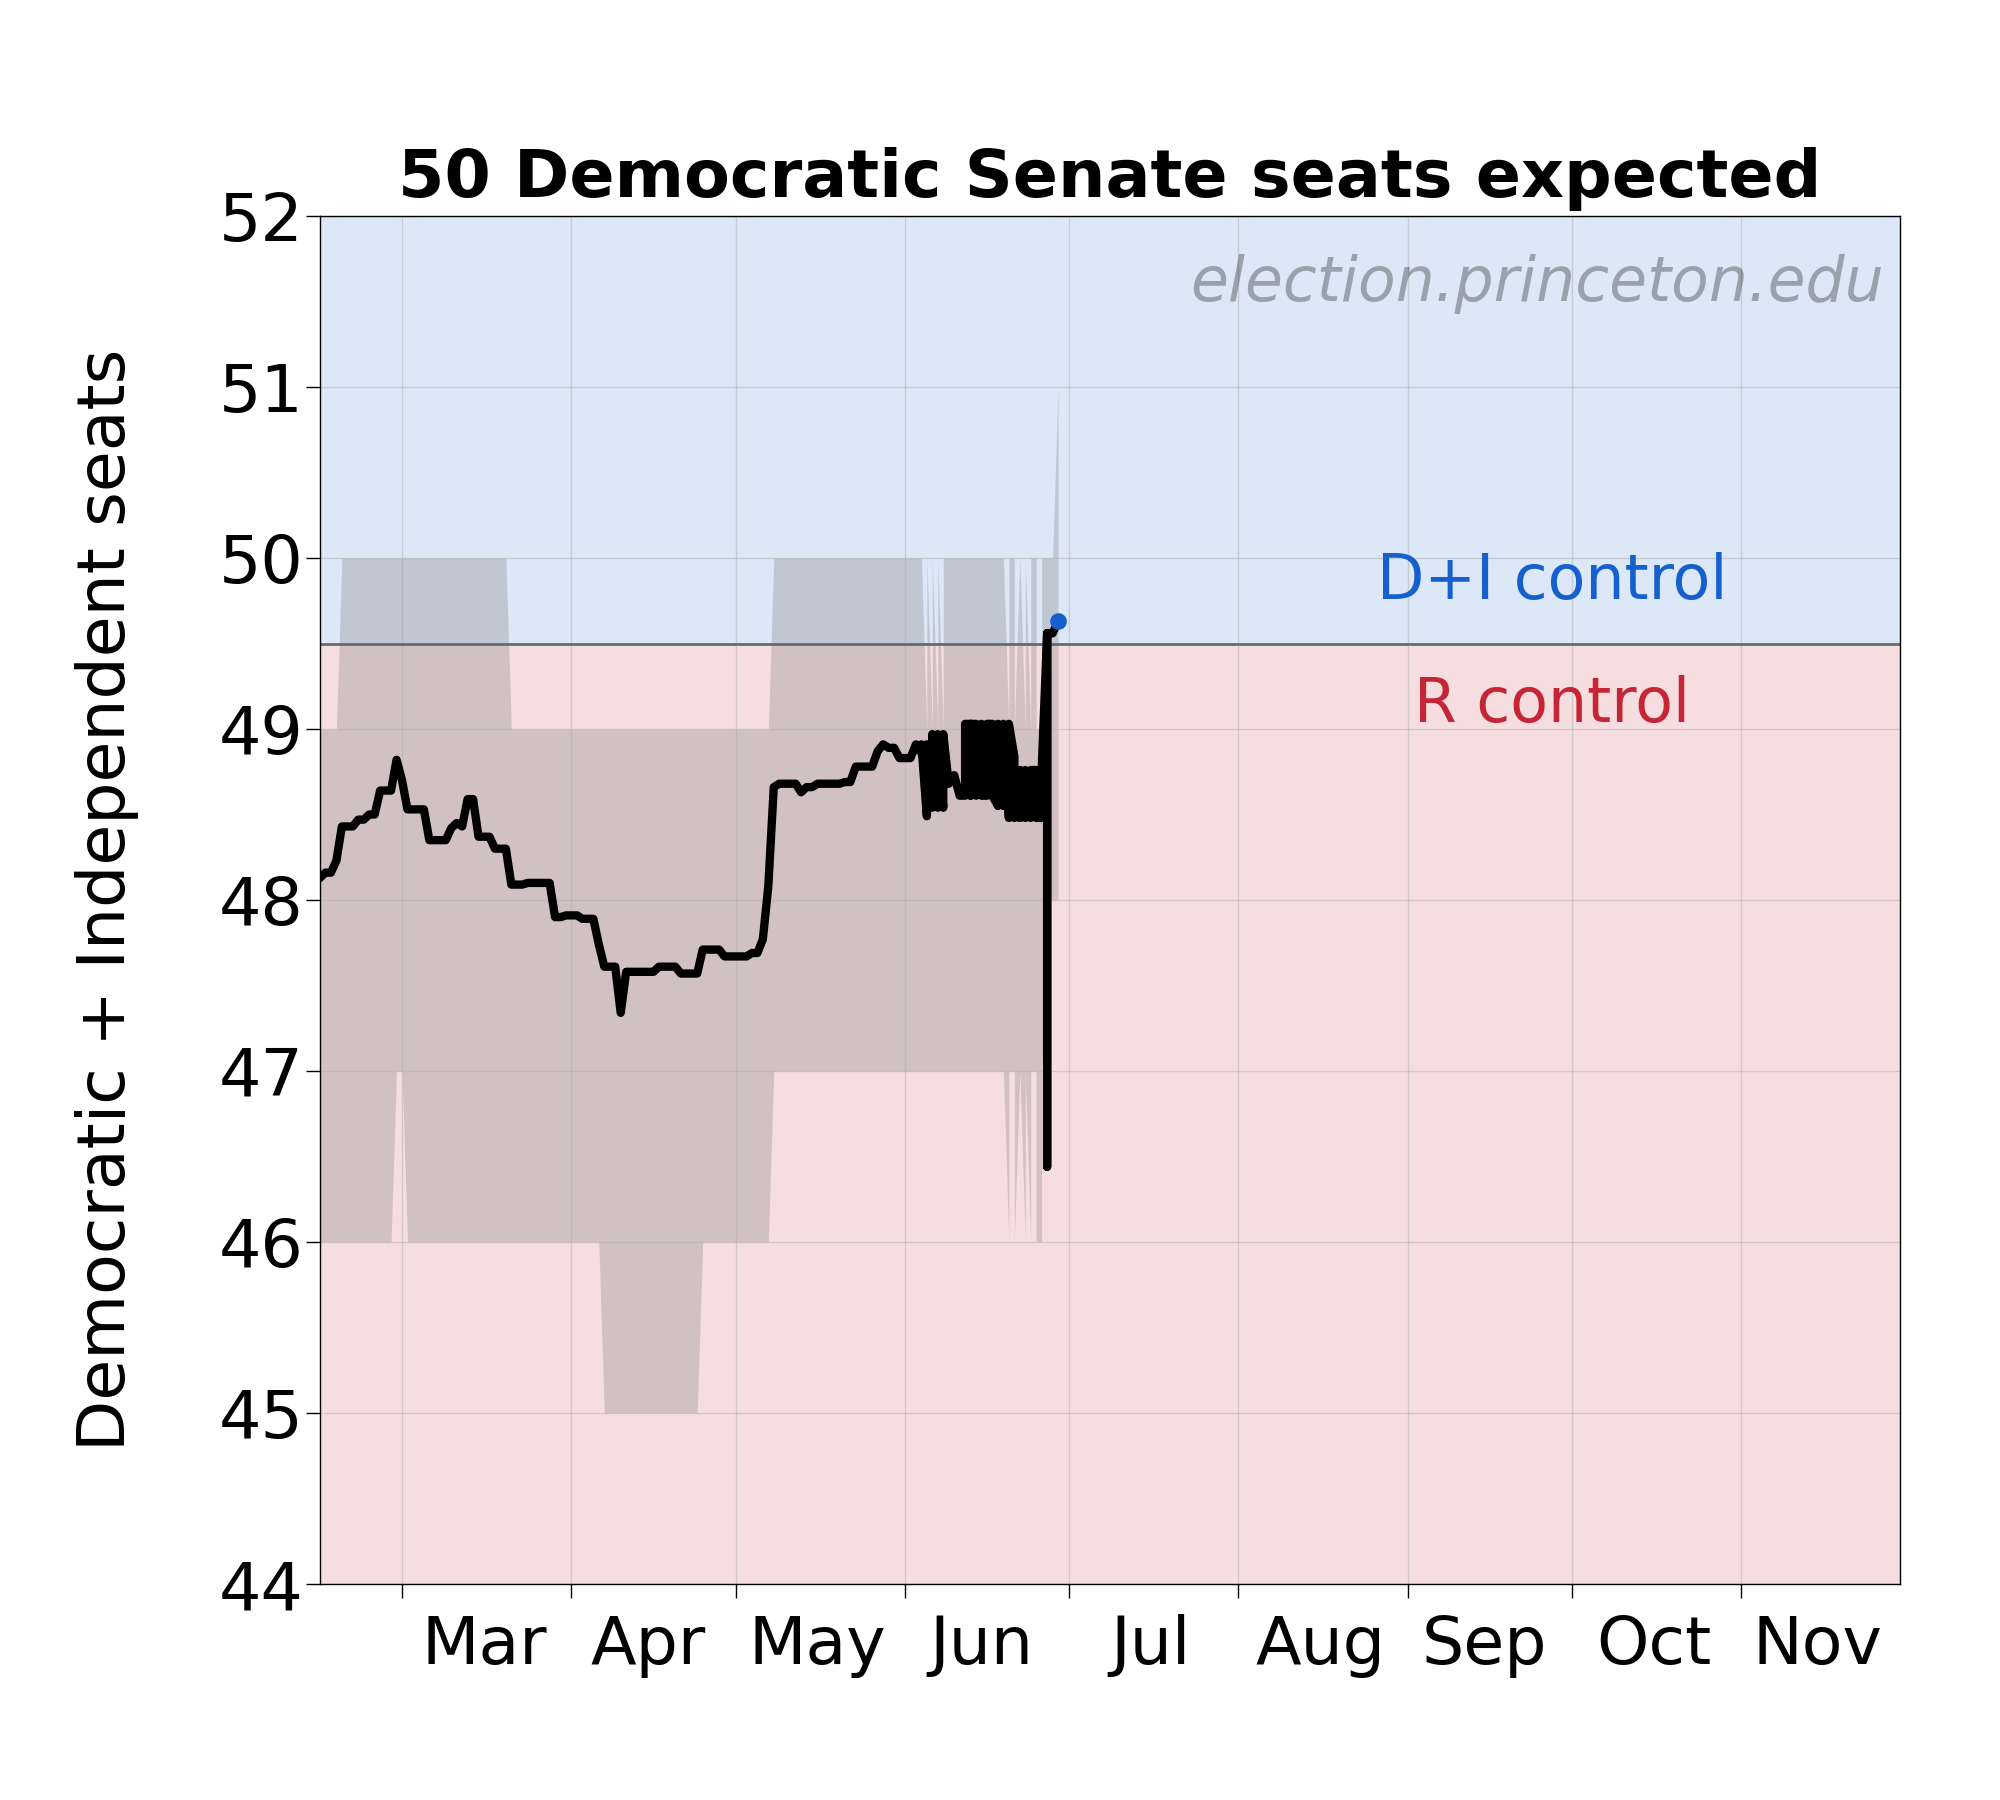 50 Democratic Senate seats expected
election.princeton.edu
Democratic + Independent seats
52
51
50
49
48
47
46
45
44
D+I control
R control
Mar Apr May Jun Jul Aug Sep Oct Nov